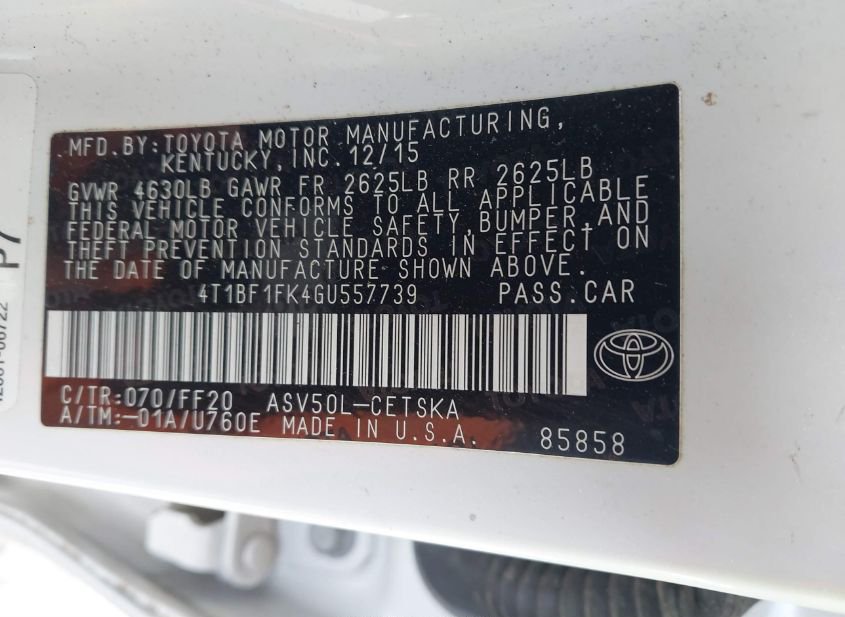 MFD.BY:TOYOTA MOTOR MANUFACTURING,
KENTUCKY,INC.12/15
GVWR 4630LB GAWR FR 2625LB RR 2625LB
THIS VEHICLE CONFORMS TO ALL APPLICABLE
FEDERAL MOTOR VEHICLE SAFETY,BUMPER,AND
THEFT PREVENTION STANDARDS IN EFFECT ON
THE DATE OF MANUFACTURE SHOWN ABOVE.
4T1BF1FK4GU557739 PASS.CAR
C/TR:070/FF20 ASV50L-CETSKA
A/TM:-01A/U760E MADE IN U.S.A. 85858
P7